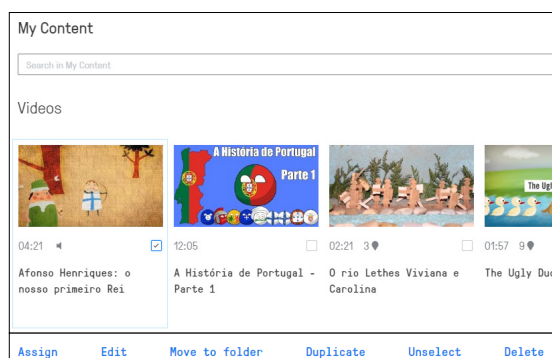 My Content
Search in My Content
Videos
A História de Portugal
Parte 1
The Ugl
04:21
12:05
02:21 3
01:57 9
Afonso Henriques: o
nosso primeiro Rei
A História de Portugal -
Parte 1
O rio Lethes Viviana e
Carolina
The Ugly Duc
Assign Edit Move to folder Duplicate Unselect Delete